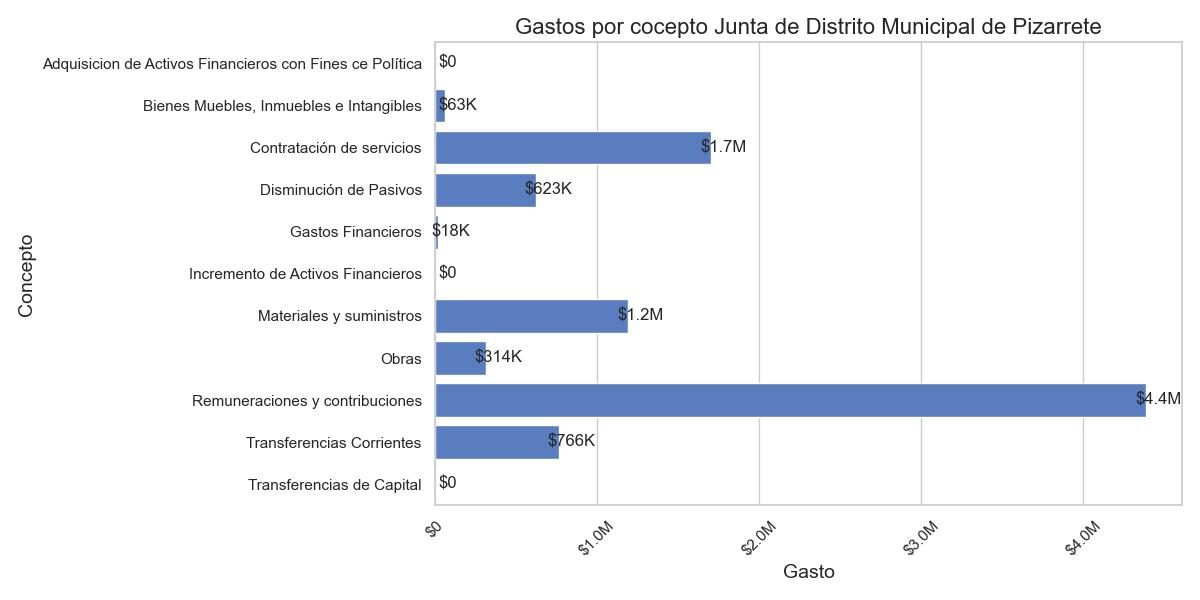 Gastos por cocepto Junta de Distrito Municipal de Pizarrete
Concepto
Adquisicion de Activos Financieros con Fines ce Política $0
Bienes Muebles, Inmuebles e Intangibles $63K
Contratación de servicios $1.7M
Disminución de Pasivos $623K
Gastos Financieros $18K
Incremento de Activos Financieros $0
Materiales y suministros $1.2M
Obras $314K
Remuneraciones y contribuciones $4.4M
Transferencias Corrientes $766K
Transferencias de Capital $0
$0 $1.0M $2.0M $3.0M $4.0M
Gasto